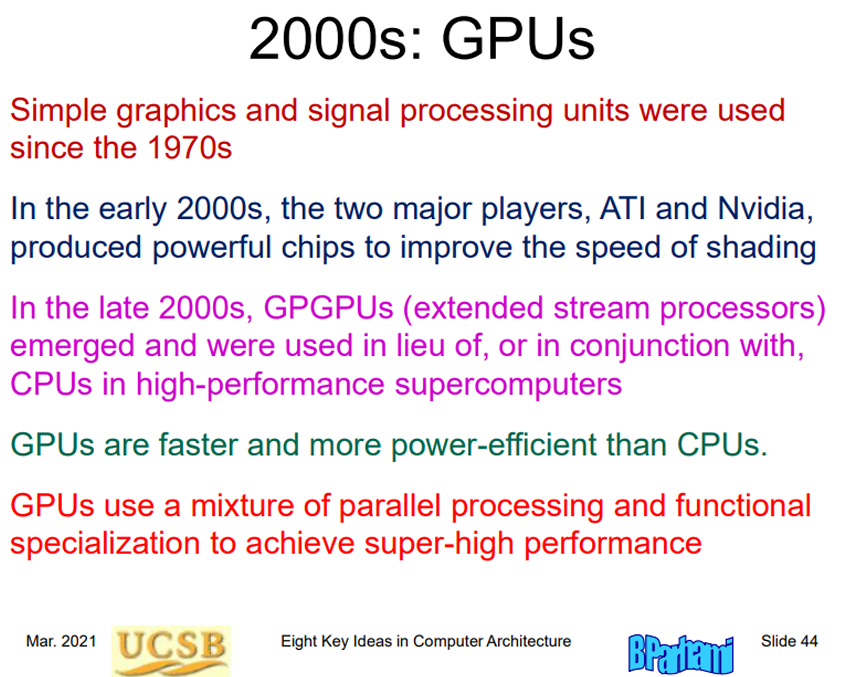 2000s: GPUs
Simple graphics and signal processing units were used
since the 1970s
In the early 2000s, the two major players, ATI and Nvidia,
produced powerful chips to improve the speed of shading
In the late 2000s, GPGPUs (extended stream processors)
emerged and were used in lieu of, or in conjunction with,
CPUs in high-performance supercomputers
GPUs are faster and more power-efficient than CPUs.
GPUs use a mixture of parallel processing and functional
specialization to achieve super-high performance
Mar. 2021 UCSB Eight Key Ideas in Computer Architecture BParhami Slide 44